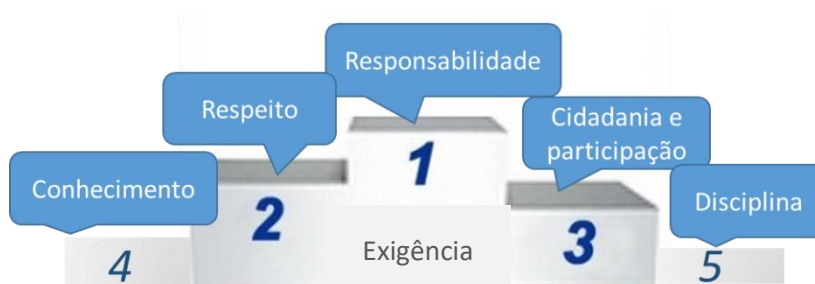 Responsabilidade
Respeito
Cidadania e
participação
Conhecimento
Disciplina
1
2
3
Exigência
4
5